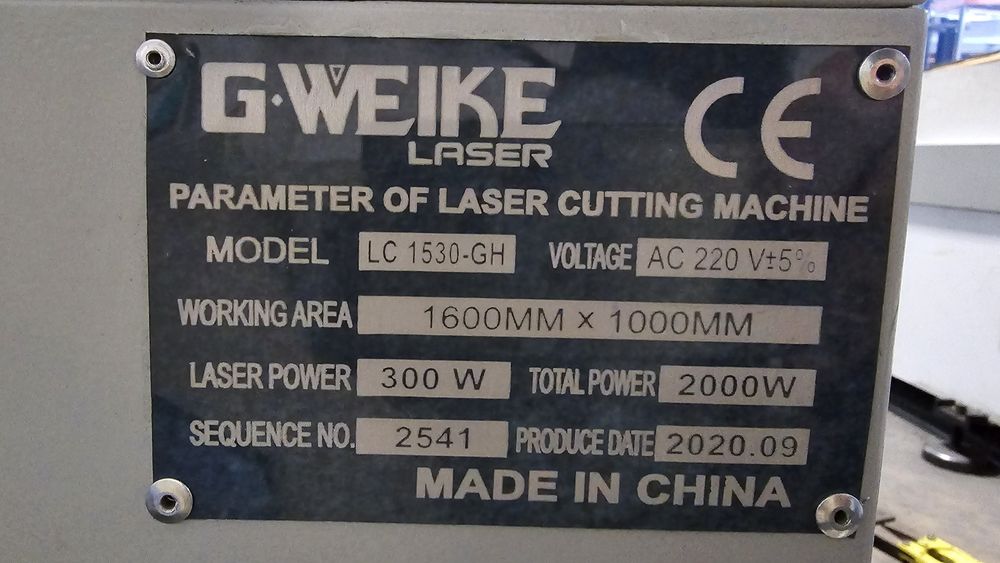 G·WEIKE
LASER
CE
PARAMETER OF LASER CUTTING MACHINE
MODEL LC 1530-GH VOLTAGE AC 220 V±5%
WORKING AREA 1600MM x 1000MM
LASER POWER 300 W TOTAL POWER 2000W
SEQUENCE NO. 2541 PRODUCE DATE 2020.09
MADE IN CHINA